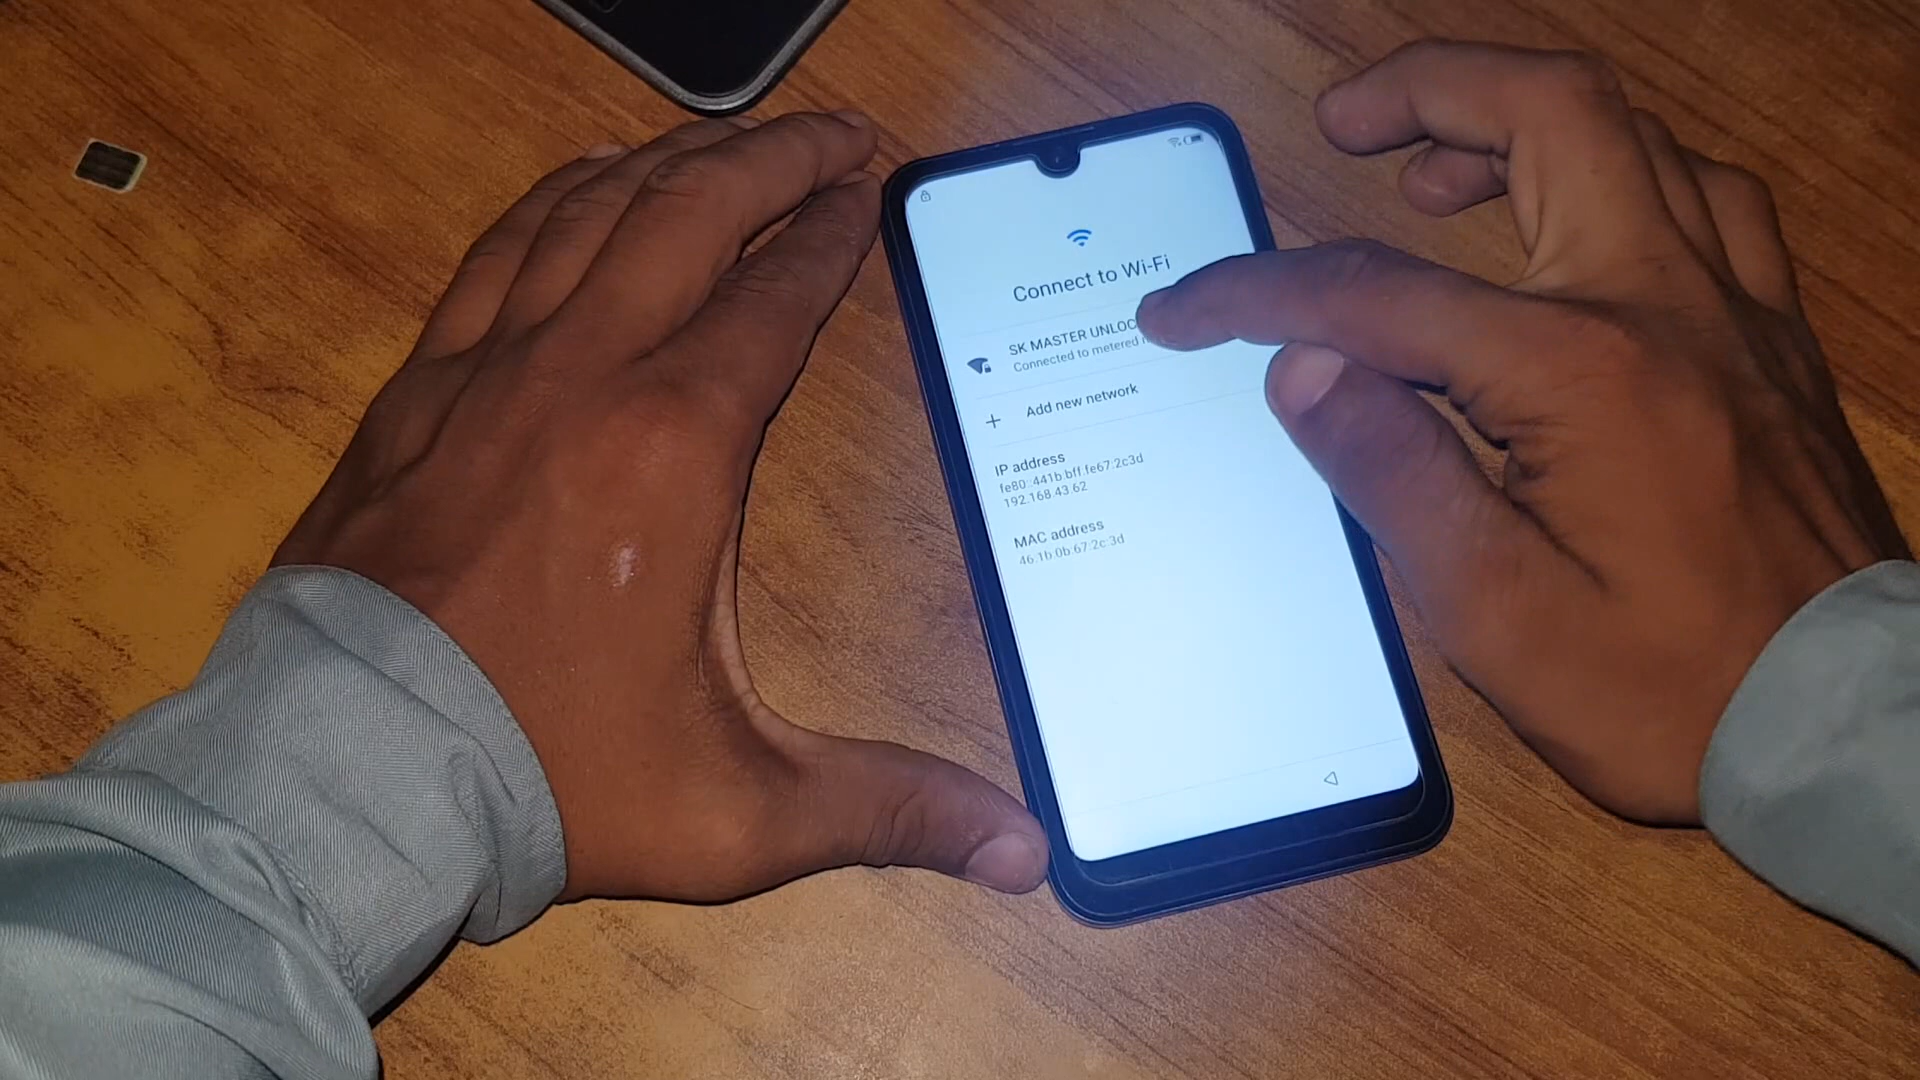 Connect to Wi-Fi
SK MASTER UNLOC
Connected to metered
Add new network
IP address
fe80::441b:bff:fe67:2c3d
192.168.43.62
MAC address
46:1b:0b:67:2c:3d